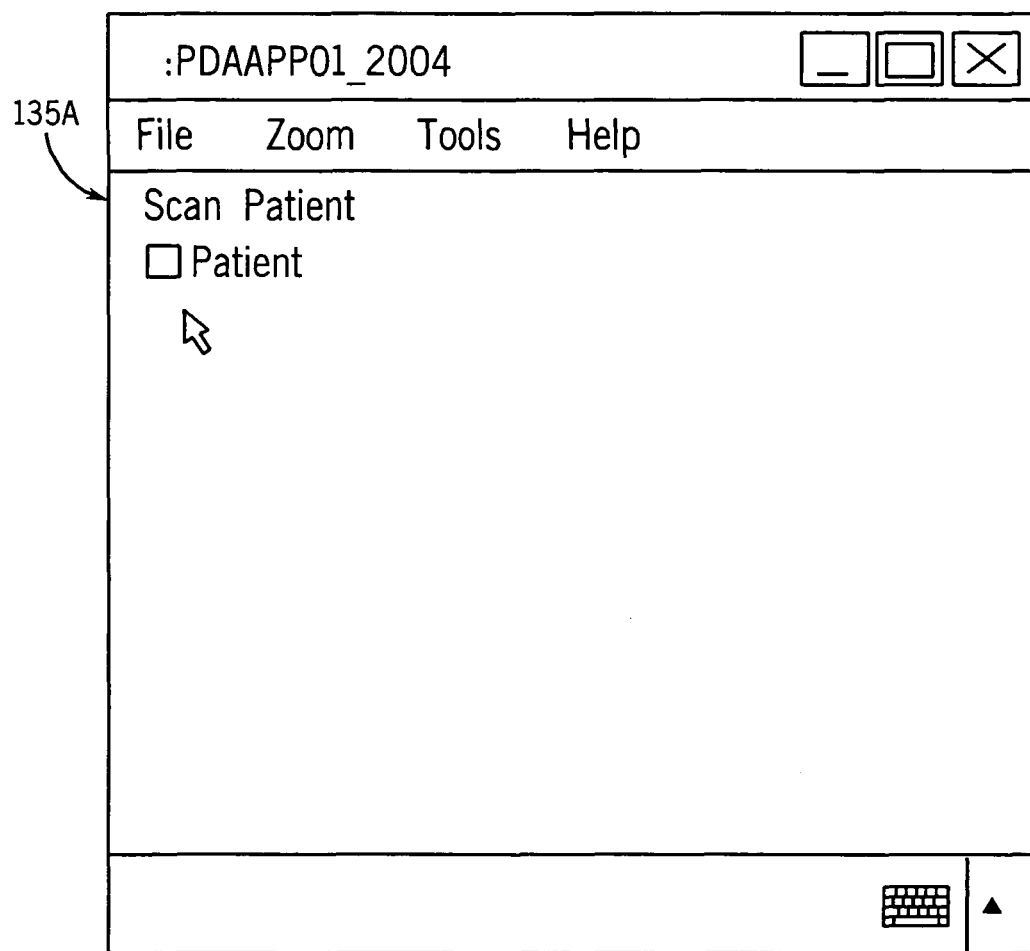 :PDAAPP01_2004
135A
File Zoom Tools Help
Scan Patient
Patient